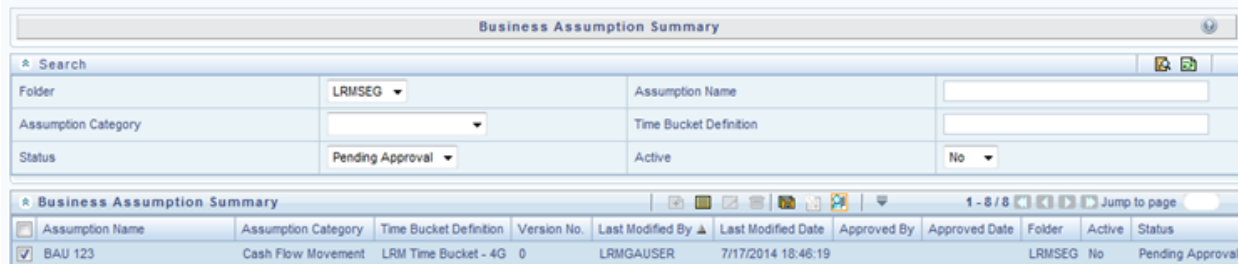 Business Assumption Summary
Search
Folder LRMSEG Assumption Name
Assumption Category Time Bucket Definition
Status Pending Approval Active No
Business Assumption Summary 1 - 8 / 8 Jump to page
Assumption Name Assumption Category Time Bucket Definition Version No. Last Modified By Last Modified Date Approved By Approved Date Folder Active Status
BAU 123 Cash Flow Movement LRM Time Bucket - 4G 0 LRMGAUSER 7/17/2014 18:46:19 LRMSEG No Pending Approval